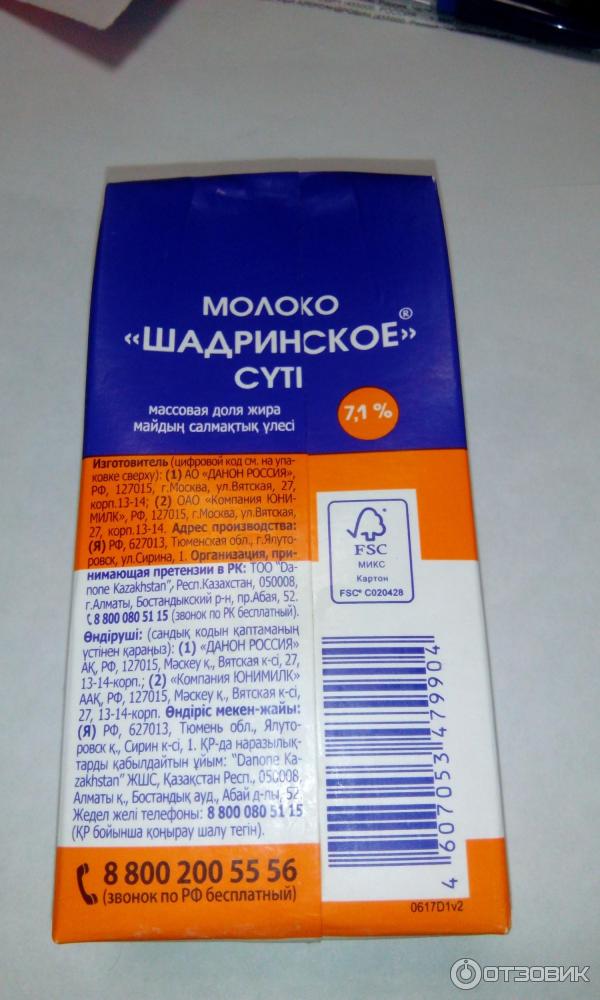 МОЛОКО
«ШАДРИНСКОЕ»®
СҮТІ
массовая доля жира
майдың салмақтық үлесі
7,1 %
Изготовитель (цифровой код см. на упа-
ковке сверху): (1) АО «ДАНОН РОССИЯ»,
РФ, 127015, г.Москва, ул.Вятская, 27,
корп.13-14; (2) ОАО «Компания ЮНИ-
МИЛК», РФ, 127015, г.Москва, ул.Вятская,
27, корп.13-14. Адрес производства:
(Я) РФ, 627013, Тюменская обл., г.Ялуто-
ровск, ул.Сирина, 1. Организация, при-
нимающая претензии в РК: ТОО "Da-
none Kazakhstan", Респ.Казахстан, 050008,
г.Алматы, Бостандыкский р-н, пр.Абая, 52.
8 800 080 51 15 (звонок по РК бесплатный).
Өндіруші: (сандық кодын қаптаманың
үстінен қараңыз): (1) «ДАНОН РОССИЯ»
АҚ, РФ, 127015, Мәскеу қ., Вятская к-сі, 27,
13-14-корп.; (2) «Компания ЮНИМИЛК»
ААҚ, РФ, 127015, Мәскеу қ., Вятская к-сі,
27, 13-14-корп. Өндіріс мекен-жайы:
(Я) РФ, 627013, Тюмень обл., Ялуто-
ровск қ., Сирин к-сі, 1. ҚР-да наразылық-
тарды қабылдайтын ұйым: "Danone Ka-
zakhstan" ЖШС, Қазақстан Респ., 050008,
Алматы қ., Бостандық ауд., Абай д-лы, 52.
Жедел желі телефоны: 8 800 080 51 15
(ҚР бойынша қоңырау шалу тегін).
8 800 200 55 56
(звонок по РФ бесплатный)
FSC
МИКС
Картон
FSC® C020428
4 607053 479904
0617D1v2
ОТЗОВИК